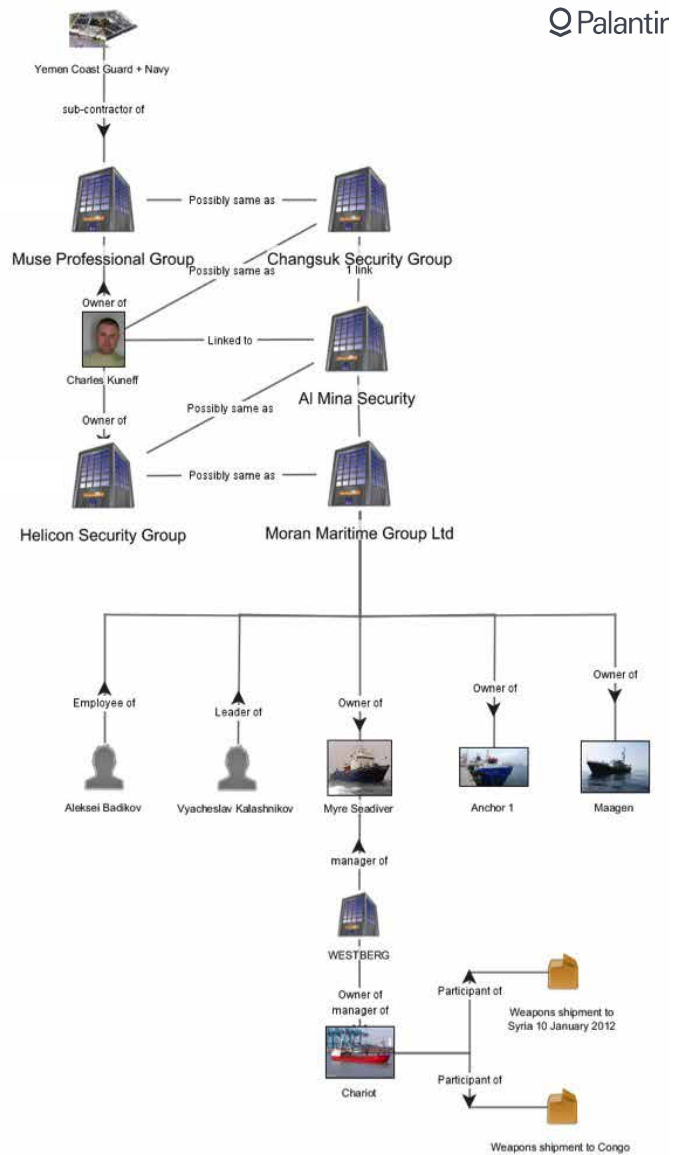 Palantir
Yemen Coast Guard + Navy
sub-contractor of
Possibly same as
Muse Professional Group
Changsuk Security Group
Possibly same as
1 link
Owner of
Linked to
Charles Kuneff
Al Mina Security
Possibly same as
Owner of
Possibly same as
Helicon Security Group
Moran Maritime Group Ltd
Employee of
Leader of
Owner of
Owner of
Owner of
Aleksei Badikov
Vyacheslav Kalashnikov
Myre Seadiver
Anchor 1
Maagen
manager of
WESTBERG
Owner of
manager of
Participant of
Weapons shipment to
Syria 10 January 2012
Chariot
Participant of
Weapons shipment to Congo